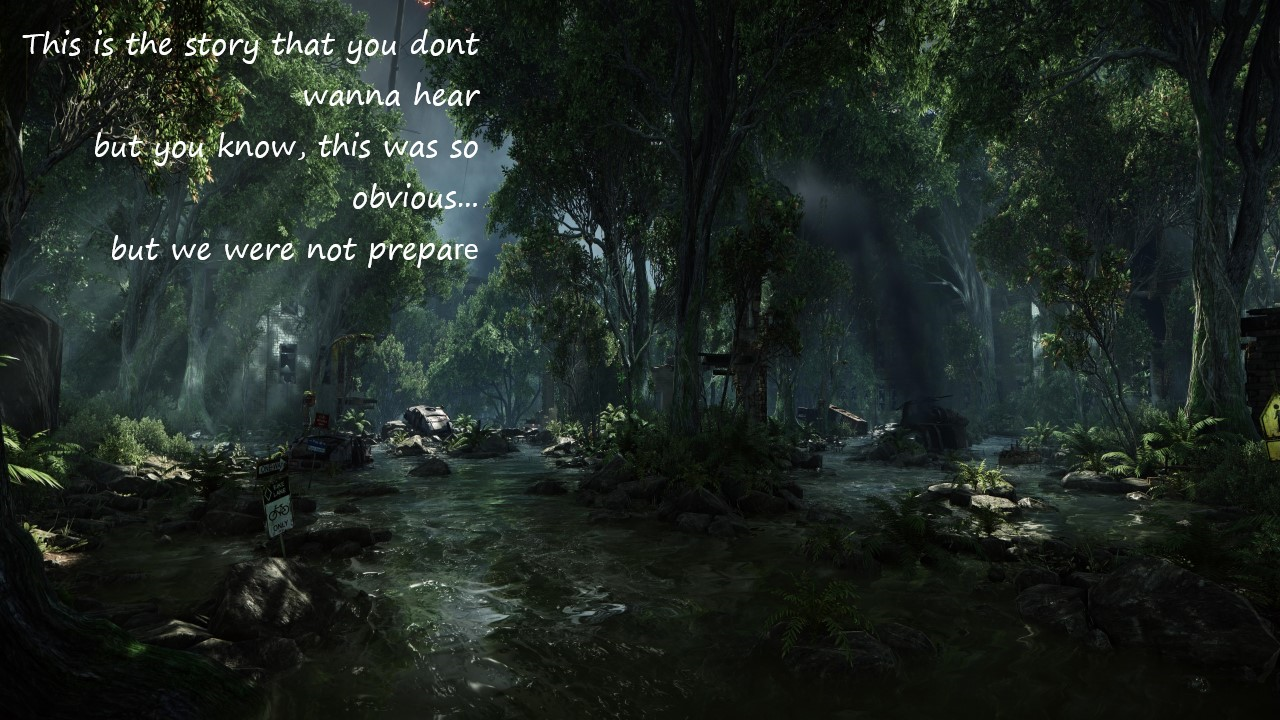 This is the story that you dont
wanna hear
but you know, this was so
obvious...
but we were not prepare
ONLY